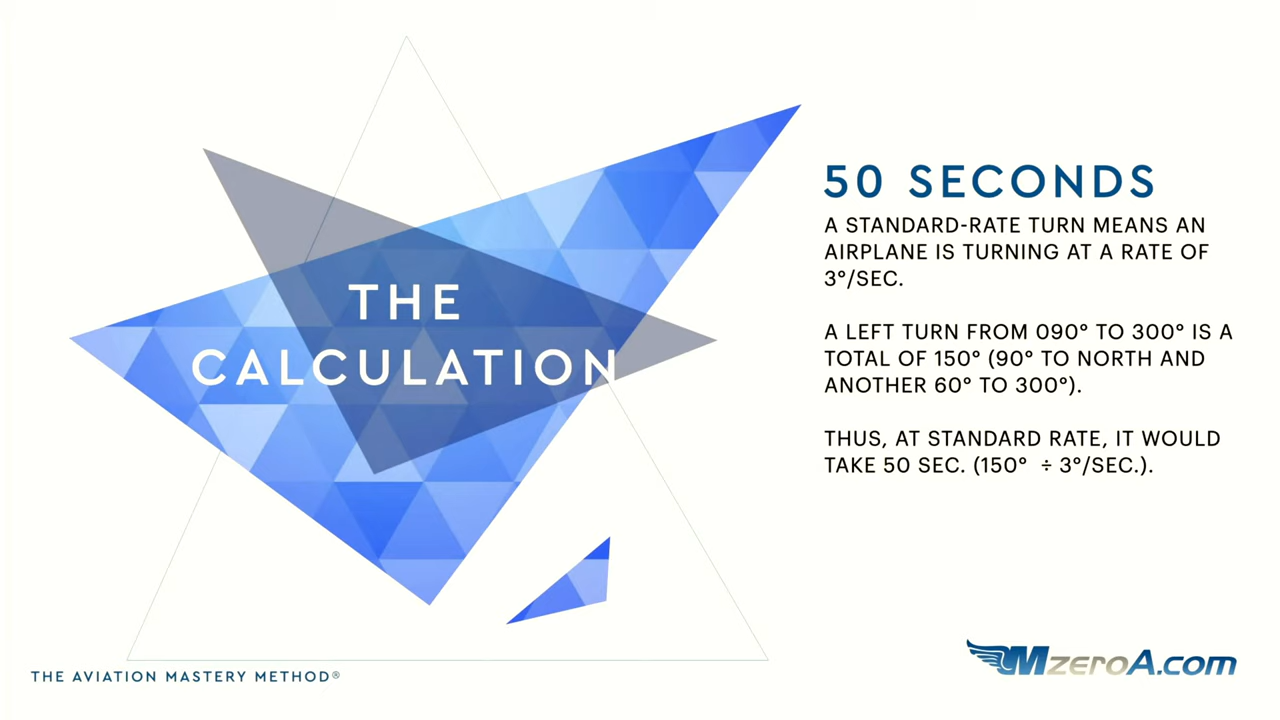 THE
CALCULATION
50 SECONDS
A STANDARD-RATE TURN MEANS AN
AIRPLANE IS TURNING AT A RATE OF
3°/SEC.
A LEFT TURN FROM 090° TO 300° IS A
TOTAL OF 150° (90° TO NORTH AND
ANOTHER 60° TO 300°).
THUS, AT STANDARD RATE, IT WOULD
TAKE 50 SEC. (150° ÷ 3°/SEC.).
THE AVIATION MASTERY METHOD®
MzeroA.com